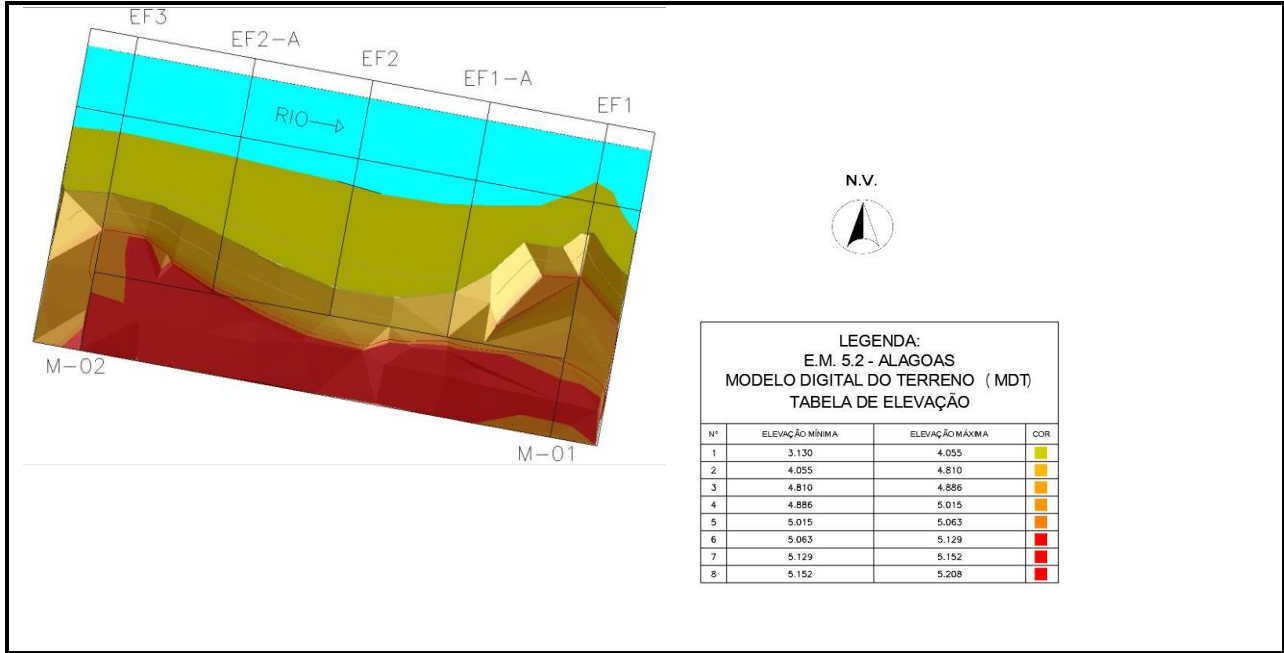 EF3
EF2-A
EF2
EF1-A
EF1
RIO
M-02
M-01
N.V.
LEGENDA:
E.M. 5.2 - ALAGOAS
MODELO DIGITAL DO TERRENO ( MDT)
TABELA DE ELEVAÇÃO
N° ELEVAÇÃO MÍNIMA ELEVAÇÃO MÁXIMA COR
1 3.130 4.055
2 4.055 4.810
3 4.810 4.886
4 4.886 5.015
5 5.015 5.063
6 5.063 5.129
7 5.129 5.152
8 5.152 5.208